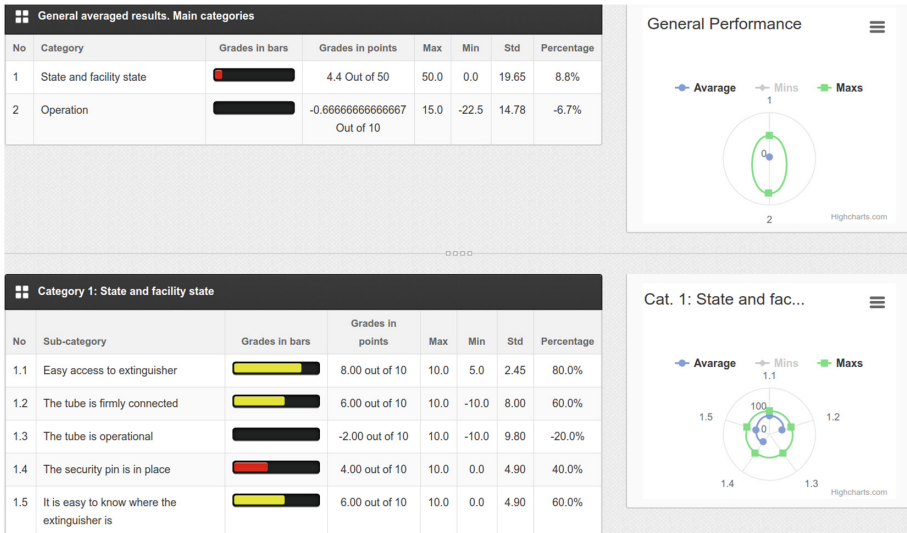 General averaged results. Main categories
No Category Grades in bars Grades in points Max Min Std Percentage
1 State and facility state 4.4 Out of 50 50.0 0.0 19.65 8.8%
2 Operation -0.66666666666667 15.0 -22.5 14.78 -6.7%
Out of 10
General Performance
Avarage Mins Maxs
1
0
2
Highcharts.com
Category 1: State and facility state
Grades in
No Sub-category Grades in bars points Max Min Std Percentage
1.1 Easy access to extinguisher 8.00 out of 10 10.0 5.0 2.45 80.0%
1.2 The tube is firmly connected 6.00 out of 10 10.0 -10.0 8.00 60.0%
1.3 The tube is operational -2.00 out of 10 10.0 -10.0 9.80 -20.0%
1.4 The security pin is in place 4.00 out of 10 10.0 0.0 4.90 40.0%
1.5 It is easy to know where the 6.00 out of 10 10.0 0.0 4.90 60.0%
extinguisher is
Cat. 1: State and fac...
Avarage Mins Maxs
1.1
100
1.5 1.2
0
1.4 1.3
Highcharts.com